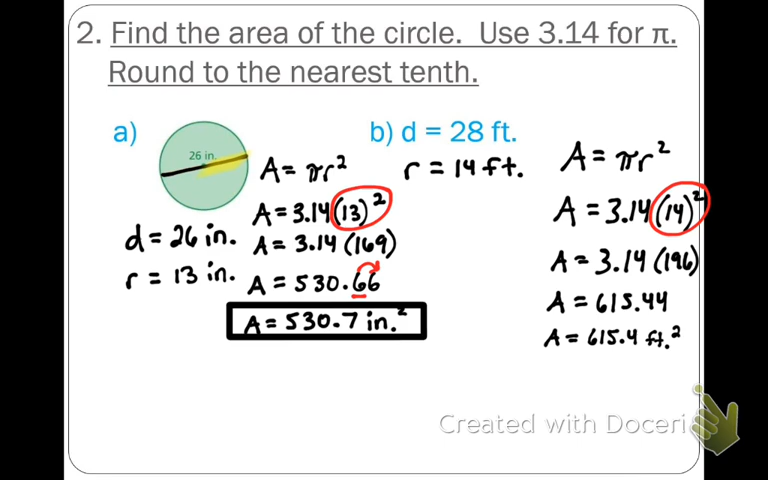 2. Find the area of the circle. Use 3.14 for π.
Round to the nearest tenth.
a)
26 in.
d = 26 in.
r = 13 in.
A = πr²
A = 3.14(13)²
A = 3.14(169)
A = 530.66
A = 530.7 in.²
b) d = 28 ft.
r = 14 ft.
A = πr²
A = 3.14(14)²
A = 3.14(196)
A = 615.44
A = 615.4 ft.²
Created with Doceri